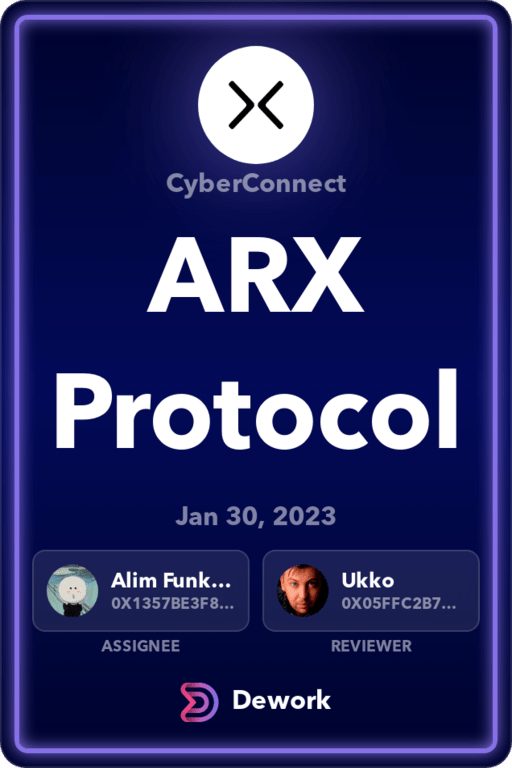 CyberConnect
ARX
Protocol
Jan 30, 2023
Alim Funk...
0X1357BE3F8...
Ukko
0X05FFC2B7...
ASSIGNEE
REVIEWER
Dework